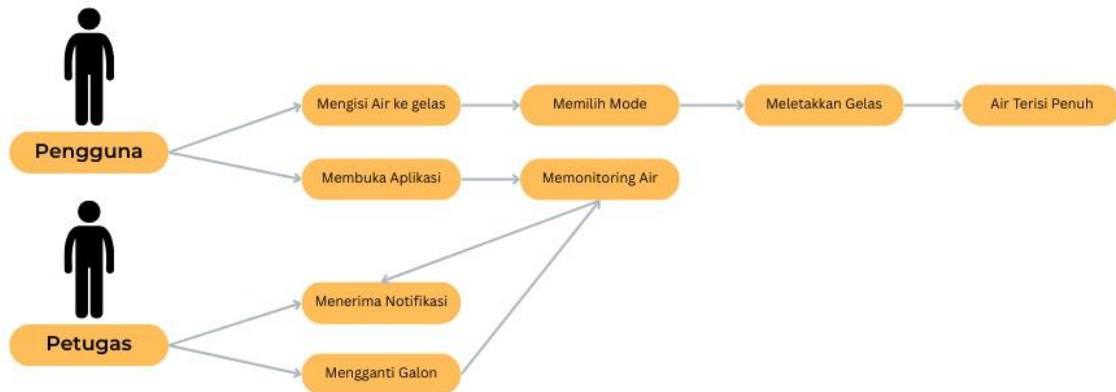 Pengguna
Mengisi Air ke gelas
Memilih Mode
Meletakkan Gelas
Air Terisi Penuh
Membuka Aplikasi
Memonitoring Air
Petugas
Menerima Notifikasi
Mengganti Galon